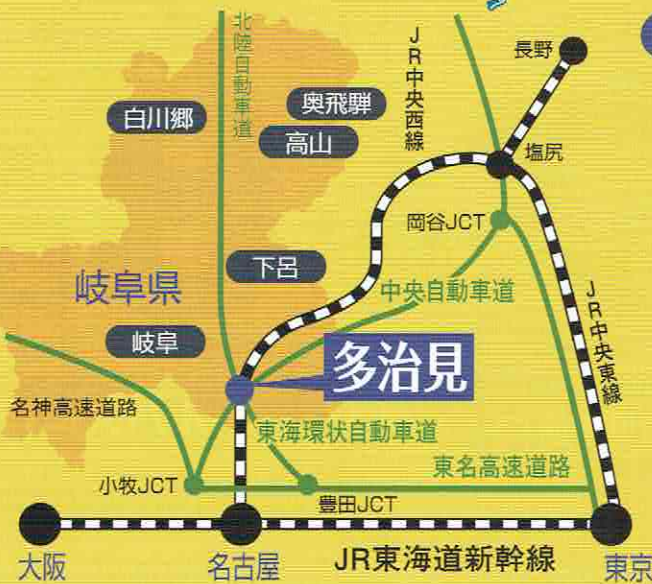 北陸自動車道
JR中央西線
長野
白川郷
奥飛騨
高山
塩尻
岡谷JCT
下呂
岐阜県
中央自動車道
JR中央東線
岐阜
多治見
名神高速道路
東海環状自動車道
東名高速道路
小牧JCT
豊田JCT
大阪
名古屋
JR東海道新幹線
東京